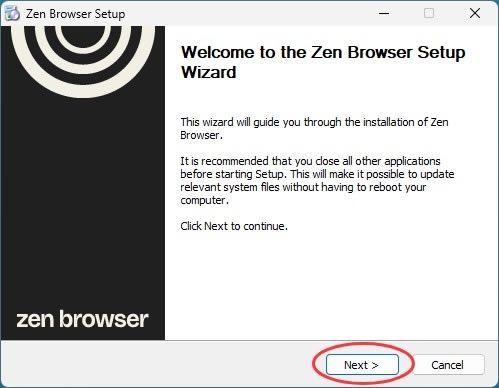 Zen Browser Setup
Welcome to the Zen Browser Setup
Wizard
This wizard will guide you through the installation of Zen
Browser.
It is recommended that you close all other applications
before starting Setup. This will make it possible to update
relevant system files without having to reboot your
computer.
Click Next to continue.
zen browser
Next >
Cancel